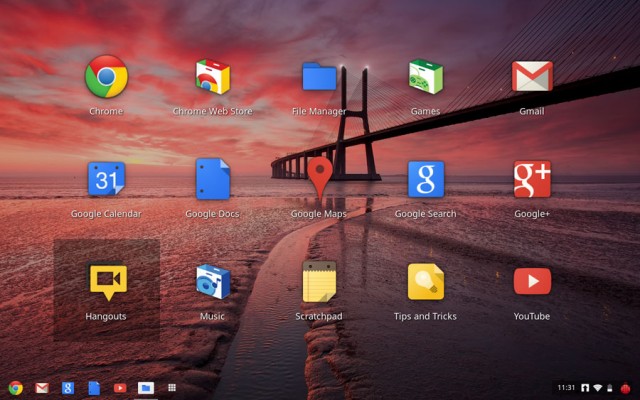 Chrome
Chrome Web Store
File Manager
Games
Gmail
31
g
g+
Google Calendar
Google Docs
Google Maps
Google Search
Google+
Hangouts
Music
Scratchpad
Tips and Tricks
YouTube
g
11:31